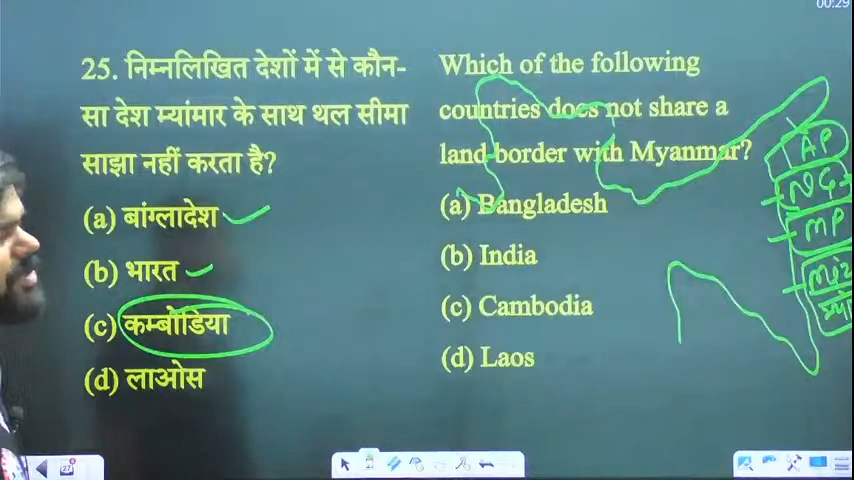 00:29
25. निम्नलिखित देशों में से कौन-
सा देश म्यांमार के साथ थल सीमा
साझा नहीं करता है?
(a) बांग्लादेश
(b) भारत
(c) कम्बोडिया
(d) लाओस
Which of the following
countries does not share a
land border with Myanmar?
(a) Bangladesh
(b) India
(c) Cambodia
(d) Laos
AP
NG
MP
27